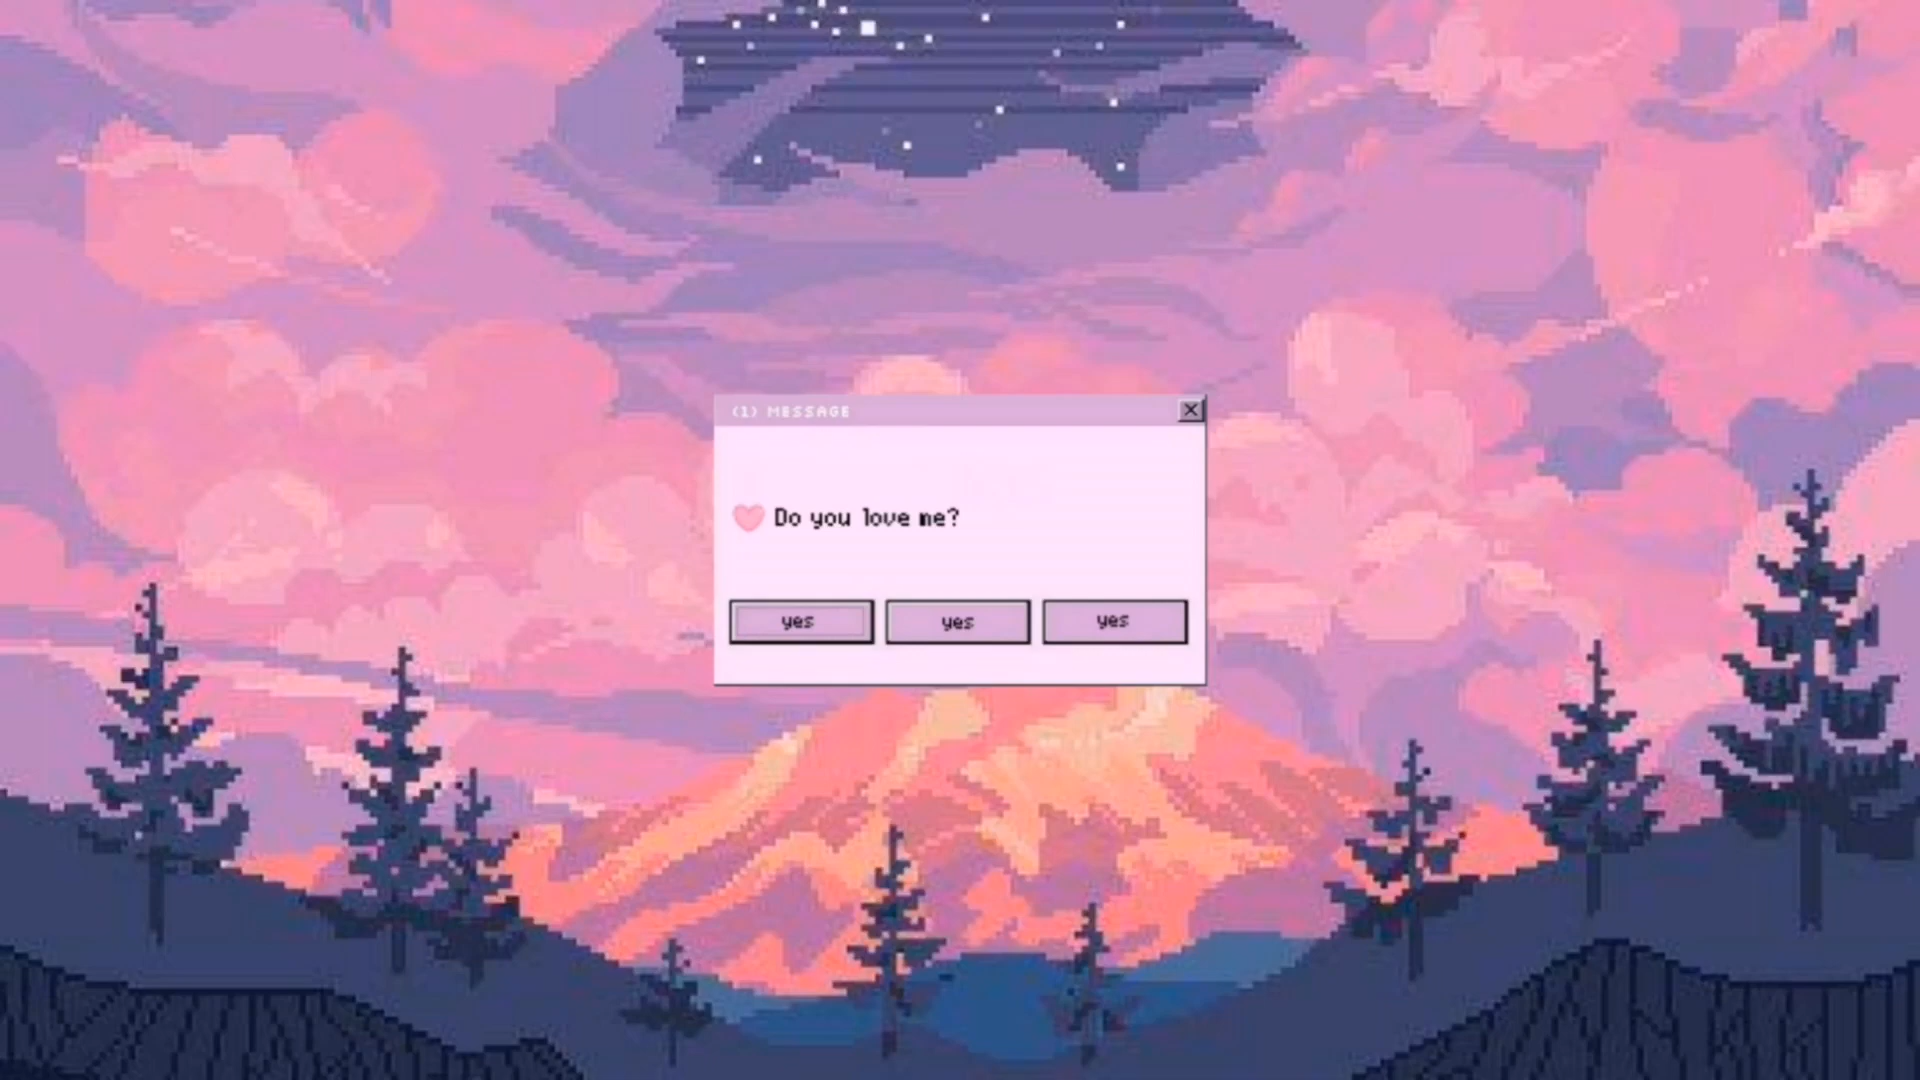 (1) MESSAGE
Do you love me?
yes yes yes